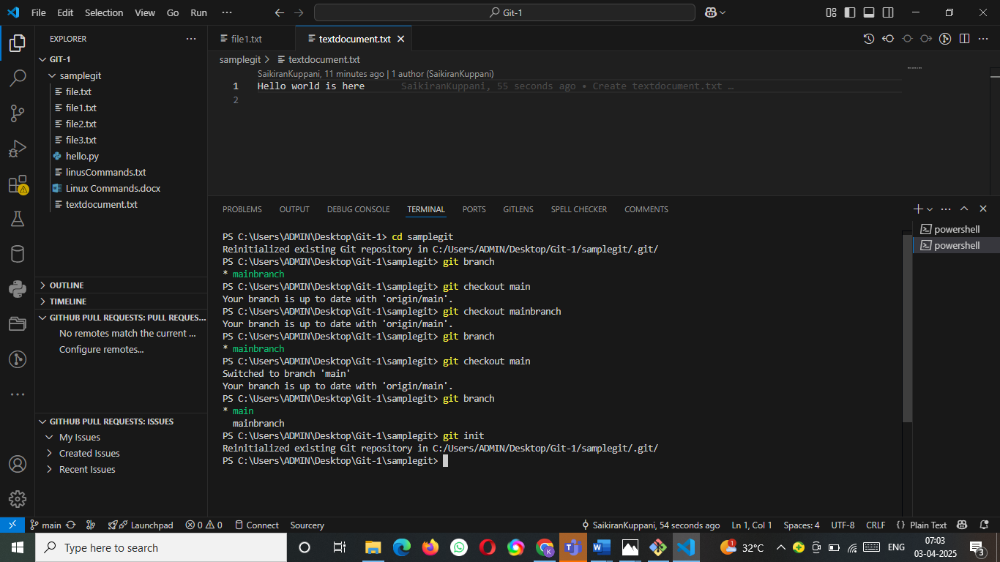 File Edit Selection View Go Run ··· Git-1
EXPLORER ···
GIT-1
samplegit
file.txt
file1.txt
file2.txt
file3.txt
hello.py
linusCommands.txt
Linux Commands.docx
textdocument.txt
OUTLINE
TIMELINE
GITHUB PULL REQUESTS: PULL REQUES...
No remotes match the current ...
Configure remotes...
GITHUB PULL REQUESTS: ISSUES
My Issues
Created Issues
Recent Issues
file1.txt textdocument.txt
samplegit > textdocument.txt
SaikiranKuppani, 11 minutes ago | 1 author (SaikiranKuppani)
1 Hello world is here SaikiranKuppani, 55 seconds ago • Create textdocument.txt …
2
PROBLEMS OUTPUT DEBUG CONSOLE TERMINAL PORTS GITLENS SPELL CHECKER COMMENTS
PS C:\Users\ADMIN\Desktop\Git-1> cd samplegit
Reinitialized existing Git repository in C:/Users/ADMIN/Desktop/Git-1/samplegit/.git/
PS C:\Users\ADMIN\Desktop\Git-1\samplegit> git branch
* mainbranch
PS C:\Users\ADMIN\Desktop\Git-1\samplegit> git checkout main
Your branch is up to date with 'origin/main'.
PS C:\Users\ADMIN\Desktop\Git-1\samplegit> git checkout mainbranch
Your branch is up to date with 'origin/main'.
PS C:\Users\ADMIN\Desktop\Git-1\samplegit> git branch
* mainbranch
PS C:\Users\ADMIN\Desktop\Git-1\samplegit> git checkout main
Switched to branch 'main'
Your branch is up to date with 'origin/main'.
PS C:\Users\ADMIN\Desktop\Git-1\samplegit> git branch
* main
mainbranch
PS C:\Users\ADMIN\Desktop\Git-1\samplegit> git init
Reinitialized existing Git repository in C:/Users/ADMIN/Desktop/Git-1/samplegit/.git/
PS C:\Users\ADMIN\Desktop\Git-1\samplegit>
powershell
powershell
main Launchpad 0 0 Connect Sourcery SaikiranKuppani, 54 seconds ago Ln 1, Col 1 Spaces: 4 UTF-8 CRLF {} Plain Text
Type here to search 1 32°C ENG 07:03
03-04-2025 3